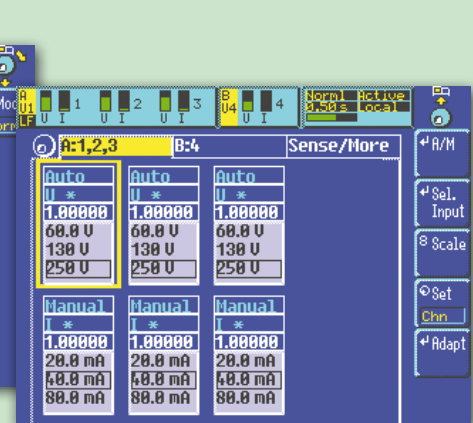 Mod
Norm
A
U1
LF
U I
1
U I
2
U I
3
B
U4
U I
4
Norml Active
0.50 s Local
A:1,2,3 B:4 Sense/More
Auto Auto Auto
U * U * U *
1.00000 1.00000 1.00000
60.0 V 60.0 V 60.0 V
130 V 130 V 130 V
250 V 250 V 250 V
Manual Manual Manual
I * I * I *
1.00000 1.00000 1.00000
20.0 mA 20.0 mA 20.0 mA
40.0 mA 40.0 mA 40.0 mA
80.0 mA 80.0 mA 80.0 mA
A/M
Sel.
Input
8 Scale
Set
Chn
Adapt